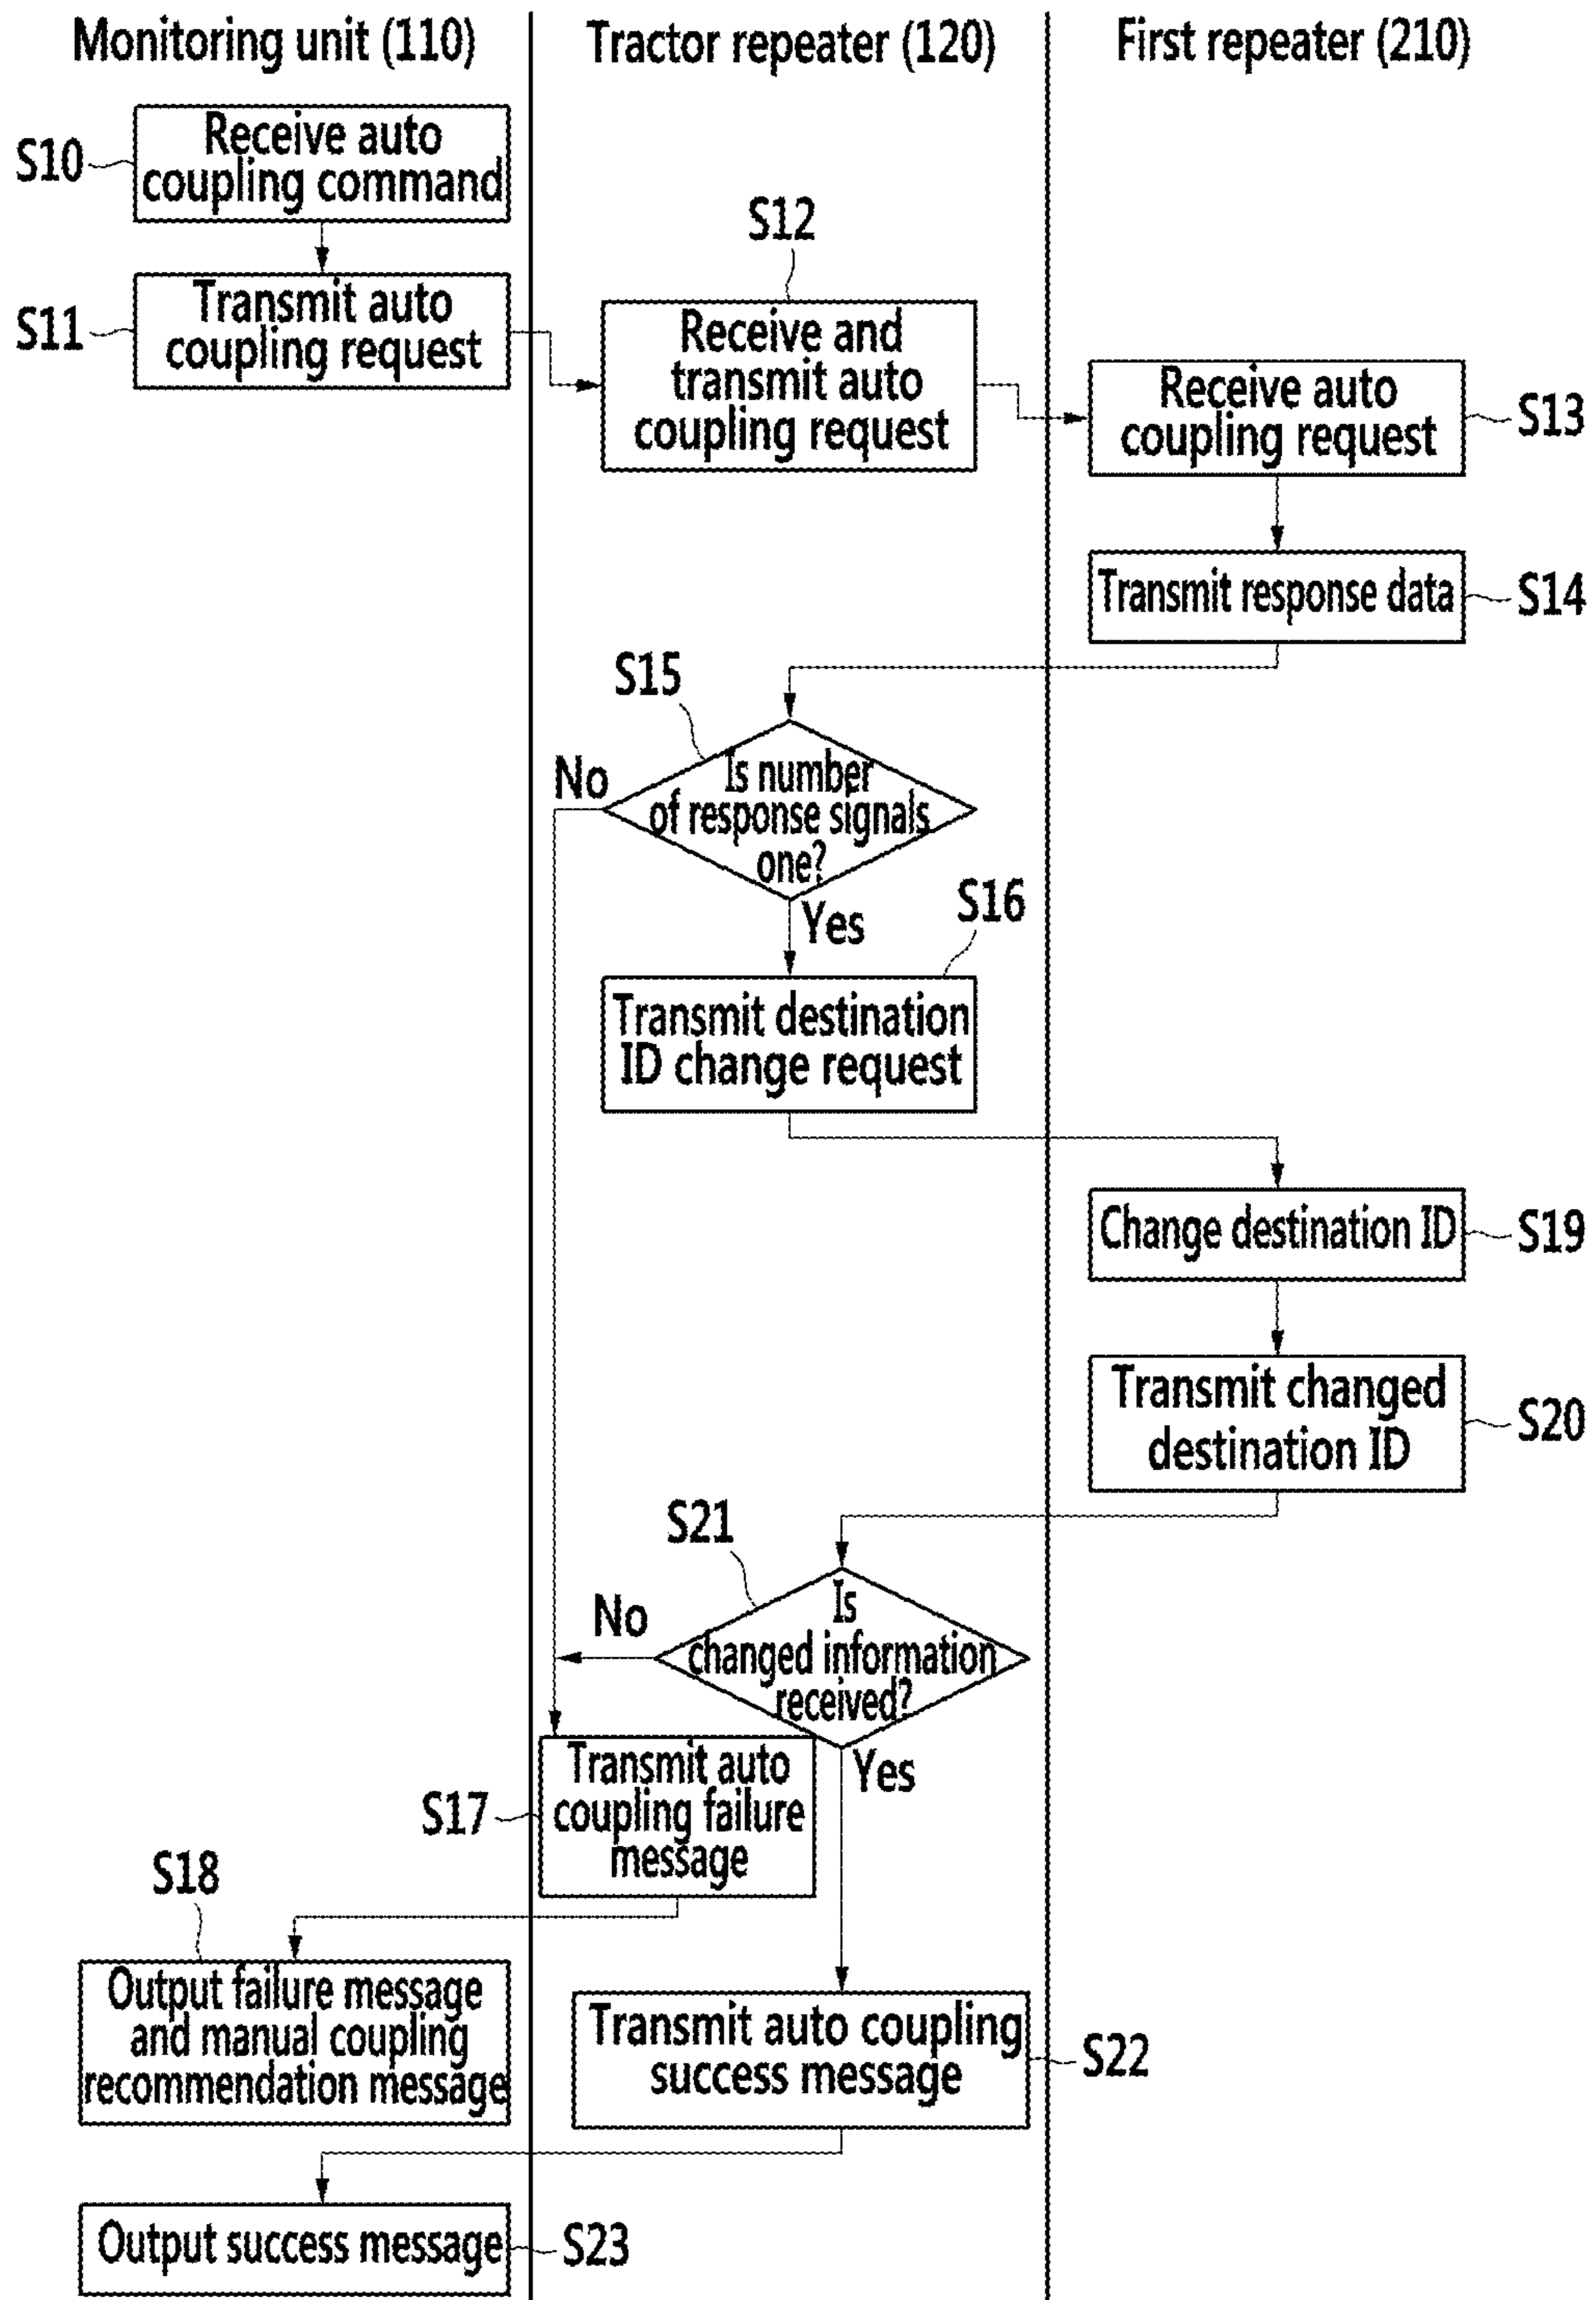 Monitoring unit (110)
Tractor repeater (120)
First repeater (210)
S10
Receive auto
coupling command
S11
Transmit auto
coupling request
S12
Receive and
transmit auto
coupling request
Receive auto
coupling request
S13
Transmit response data
S14
S15
No
Is number
of response signals
one?
Yes
S16
Transmit destination
ID change request
Change destination ID
S19
Transmit changed
destination ID
S20
S21
No
Is
changed information
received?
Yes
S17
Transmit auto
coupling failure
message
S18
Output failure message
and manual coupling
recommendation message
Transmit auto coupling
success message
S22
Output success message
S23